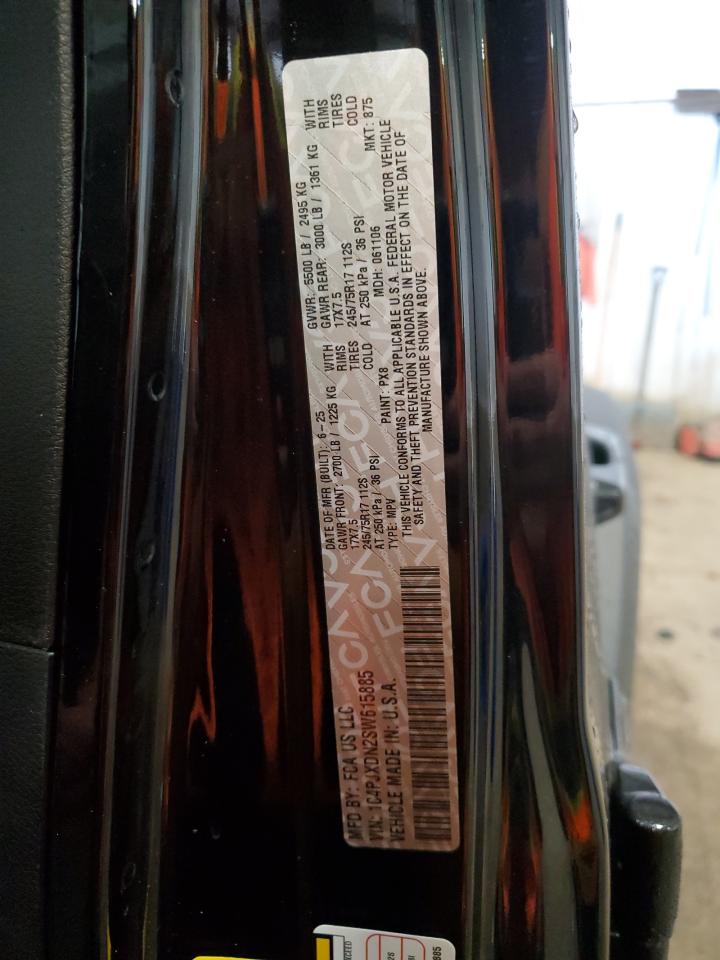 MFD BY: FCA US LLC
VIN: 1C4PJXDN2SW615885
VEHICLE MADE IN: U.S.A.
DATE OF MFR (BUILT): 6-25 GVWR: 5500 LB / 2495 KG
GAWR FRONT: 2700 LB / 1225 KG WITH GAWR REAR: 3000 LB / 1361 KG WITH
17X7.5 RIMS 17X7.5 RIMS
245/75R17 112S TIRES 245/75R17 112S TIRES
AT 250 kPa / 36 PSI COLD AT 250 kPa / 36 PSI COLD
TYPE: MPV PAINT: PX8 MDH: 061106 MKT: 875
THIS VEHICLE CONFORMS TO ALL APPLICABLE U.S.A. FEDERAL MOTOR VEHICLE
SAFETY AND THEFT PREVENTION STANDARDS IN EFFECT ON THE DATE OF
MANUFACTURE SHOWN ABOVE.
EXCEED